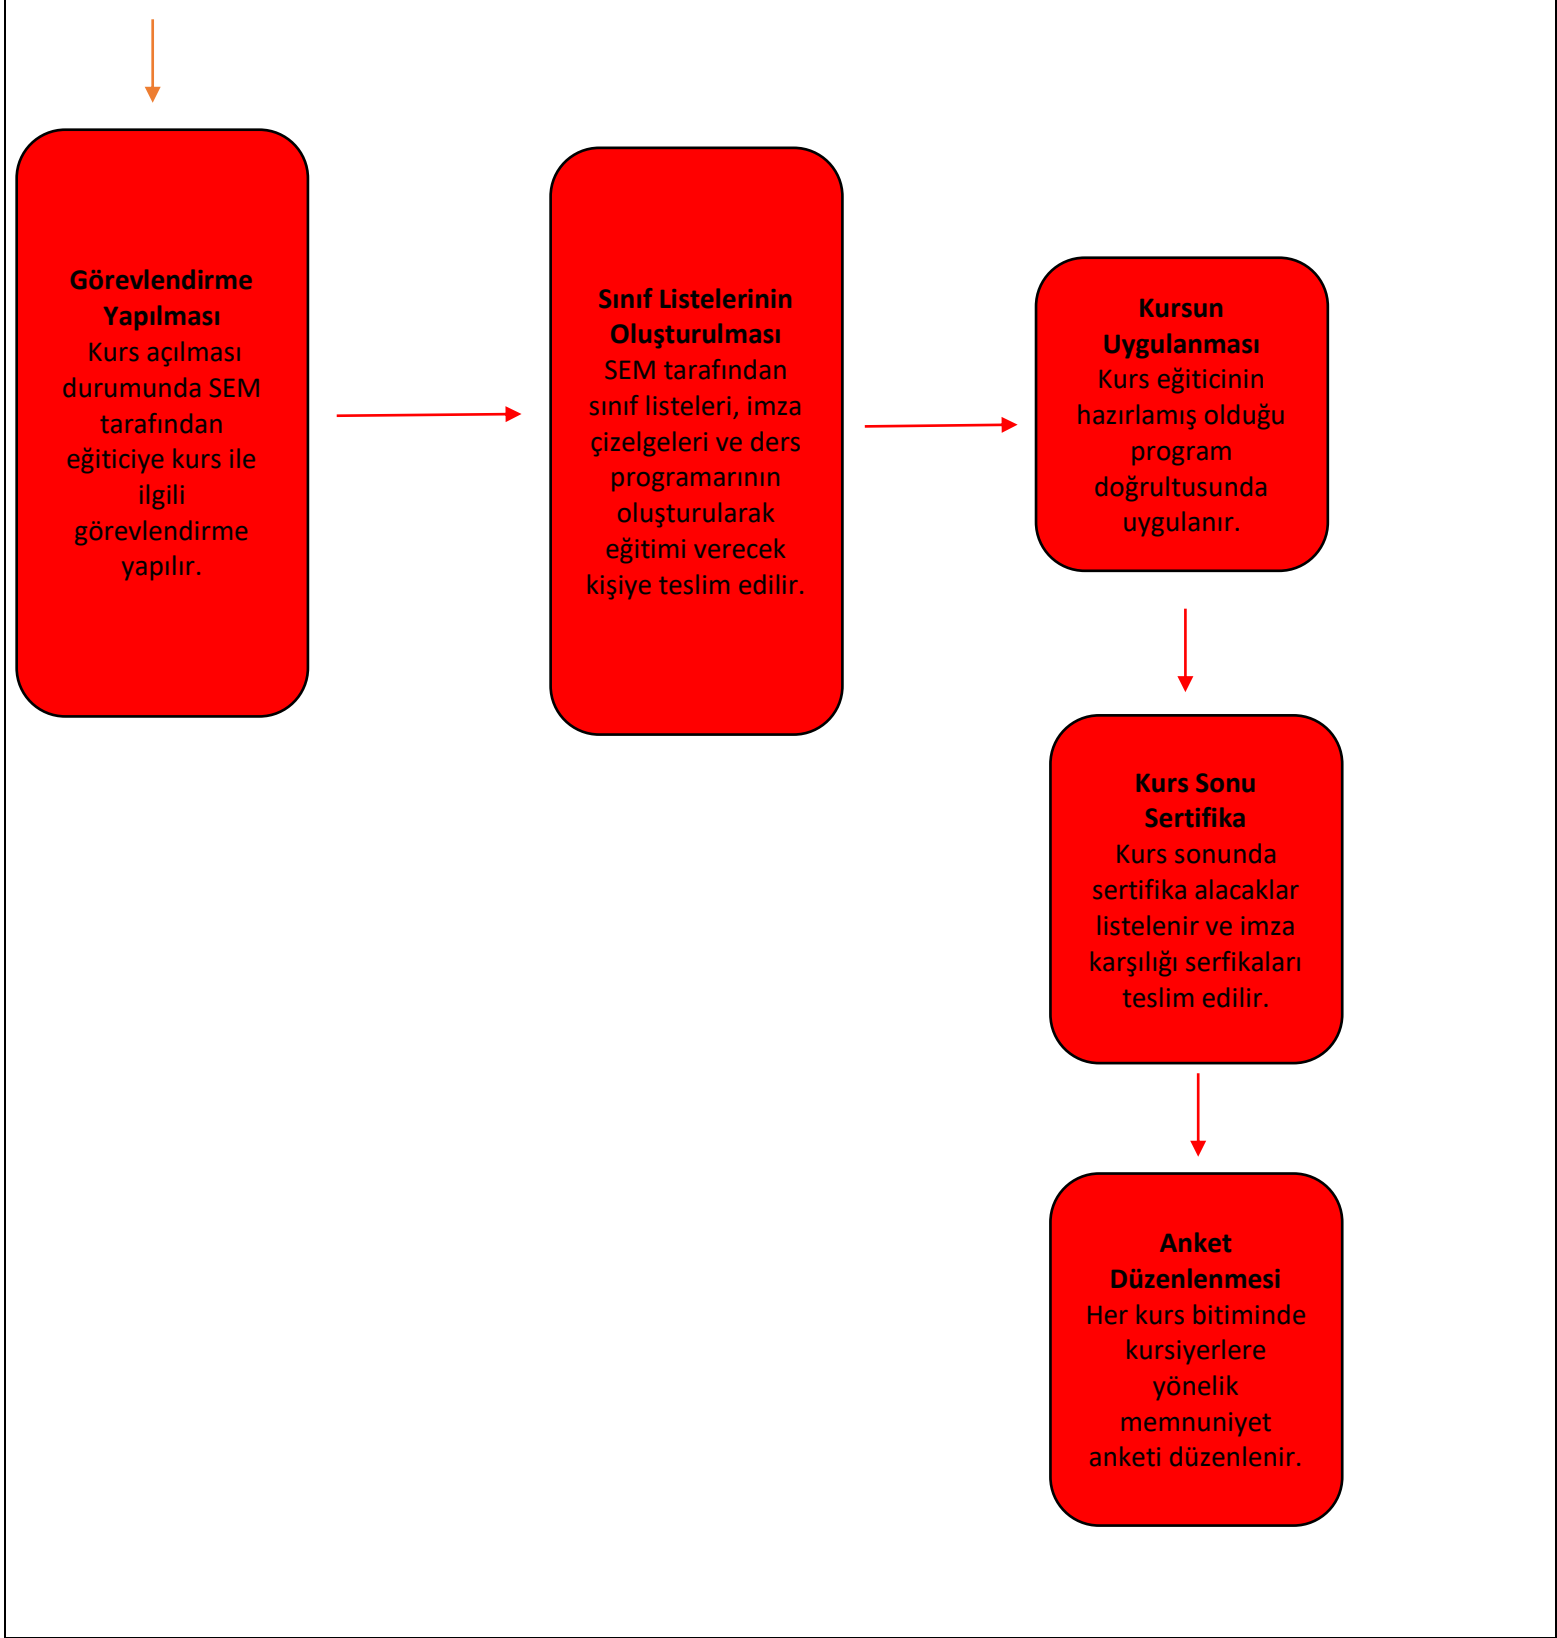 Görevlendirme
Yapılması
Kurs açılması
durumunda SEM
tarafından
eğiticiye kurs ile
ilgili
görevlendirme
yapılır.
Sınıf Listelerinin
Oluşturulması
SEM tarafından
sınıf listeleri, imza
çizelgeleri ve ders
programarının
oluşturularak
eğitimi verecek
kişiye teslim edilir.
Kursun
Uygulanması
Kurs eğiticinin
hazırlamış olduğu
program
doğrultusunda
uygulanır.
Kurs Sonu
Sertifika
Kurs sonunda
sertifika alacaklar
listelenir ve imza
karşılığı serfikaları
teslim edilir.
Anket
Düzenlenmesi
Her kurs bitiminde
kursiyerlere
yönelik
memnuniyet
anketi düzenlenir.